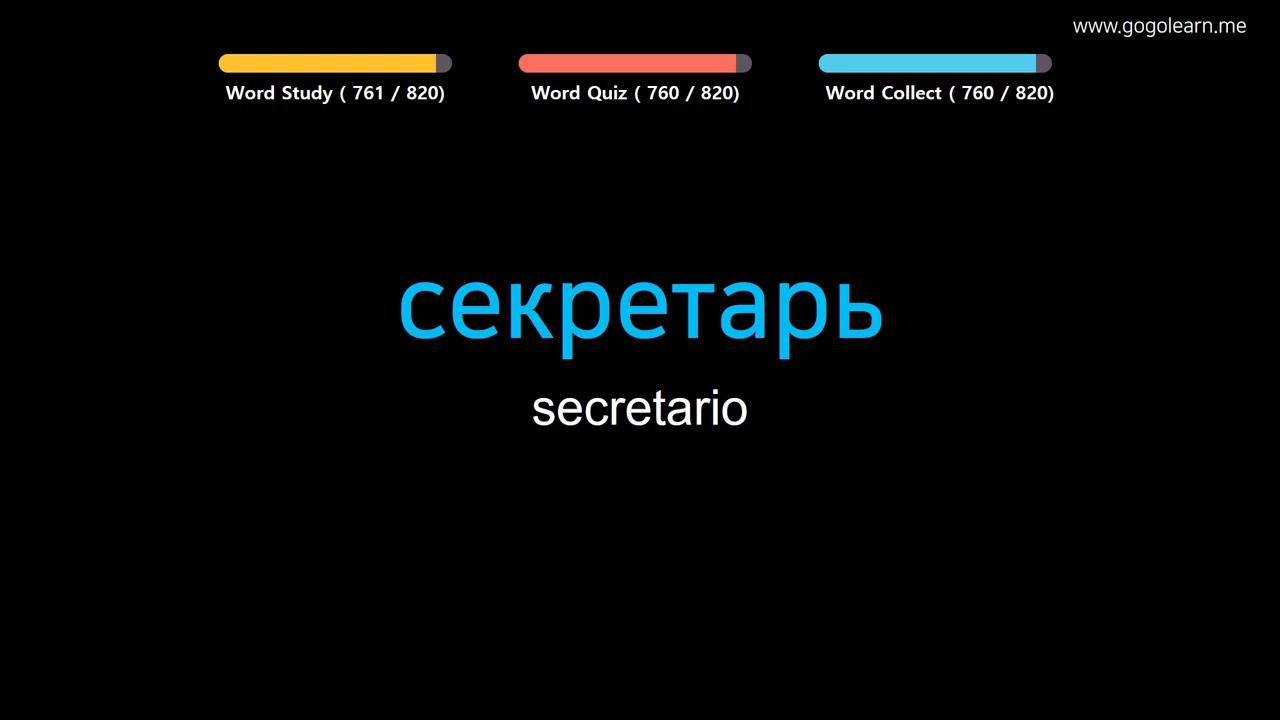 www.gogolearn.me
Word Study ( 761 / 820)
Word Quiz ( 760 / 820)
Word Collect ( 760 / 820)
секретарь
secretario